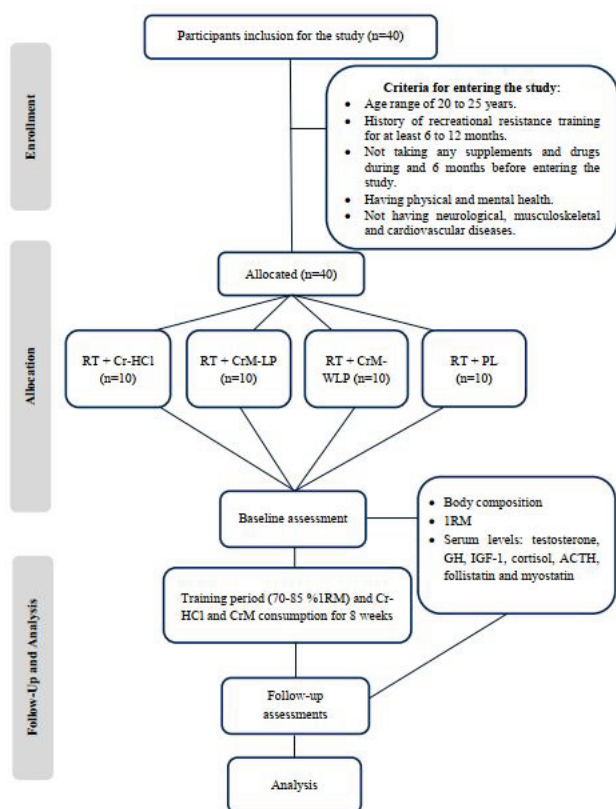 Enrollment
Participants inclusion for the study (n=40)
Criteria for entering the study:
• Age range of 20 to 25 years.
• History of recreational resistance training
for at least 6 to 12 months.
• Not taking any supplements and drugs
during and 6 months before entering the
study.
• Having physical and mental health.
• Not having neurological, musculoskeletal
and cardiovascular diseases.
Allocation
Allocated (n=40)
RT + Cr-HCl
(n=10)
RT + CrM-LP
(n=10)
RT + CrM-
WLP (n=10)
RT + PL
(n=10)
Baseline assessment
• Body composition
• 1RM
• Serum levels: testosterone,
GH, IGF-1, cortisol, ACTH,
follistatin and myostatin
Follow-Up and Analysis
Training period (70-85 %1RM) and Cr-
HCl and CrM consumption for 8 weeks
Follow-up
assessments
Analysis